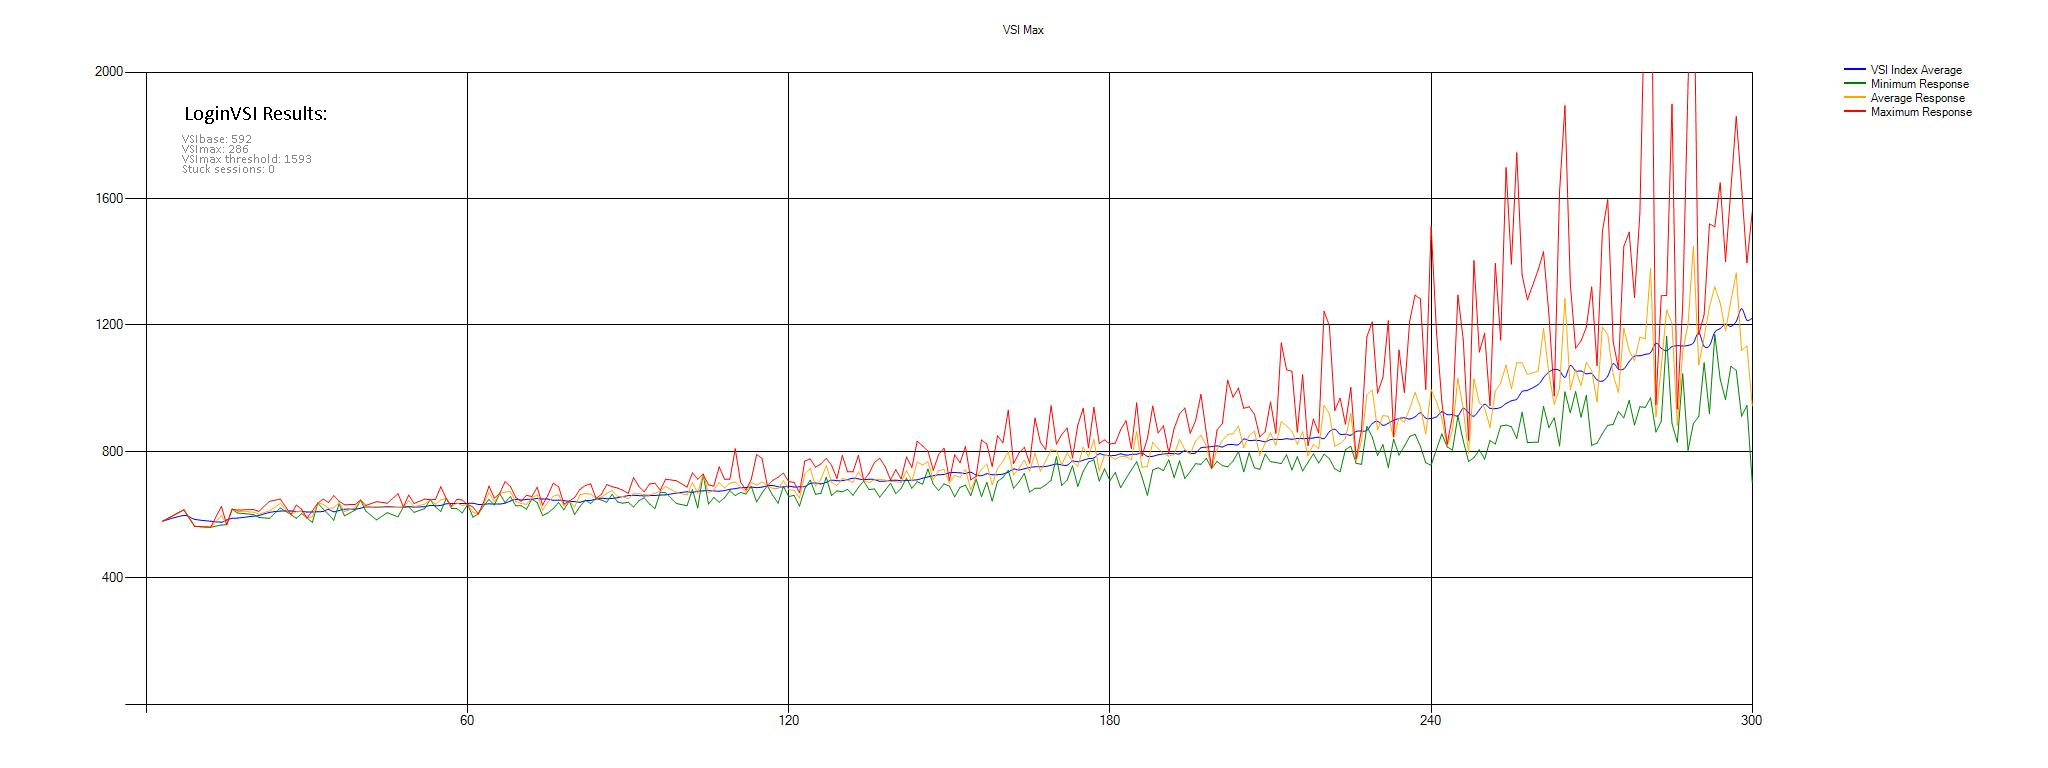 VSI Max
2000
1600
1200
800
400
LoginVSI Results:
VSIbase: 592
VSImax: 286
VSImax threshold: 1593
Stuck sessions: 0
VSI Index Average
Minimum Response
Average Response
Maximum Response
60 120 180 240 300